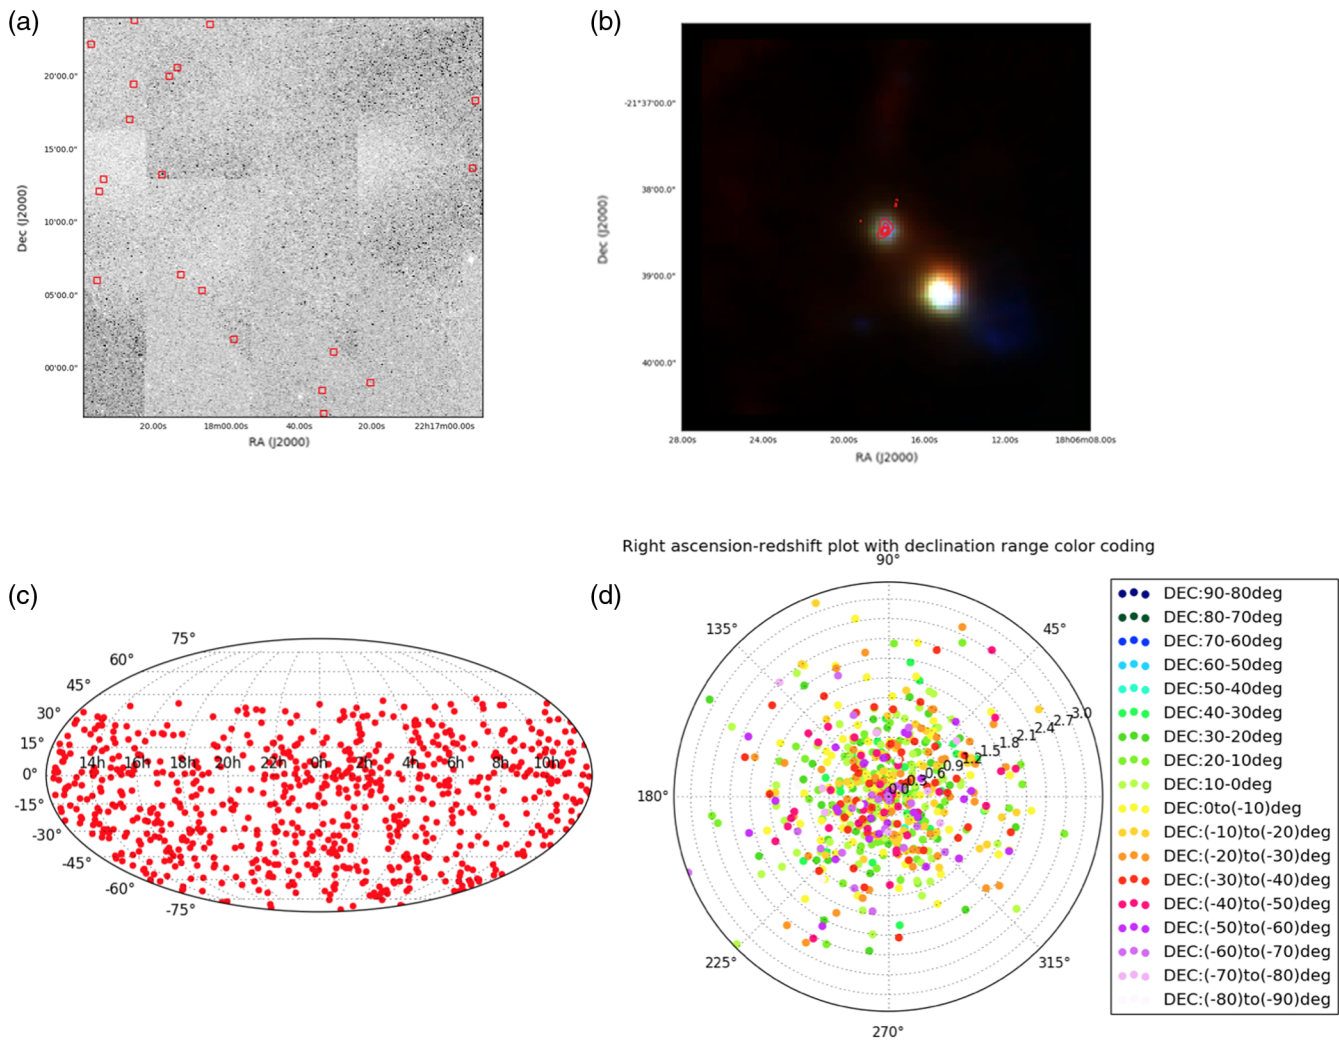 (a)
20'00.0"
15'00.0"
10'00.0"
05'00.0"
00'00.0"
Dec (J2000)
20.00s
18m00.00s
40.00s
20.00s
22h17m00.00s
RA (J2000)
(b)
-21°37'00.0"
38'00.0"
39'00.0"
40'00.0"
Dec (J2000)
28.00s
24.00s
20.00s
16.00s
12.00s
18h06m08.00s
RA (J2000)
(c)
75°
60°
45°
30°
15°
0°
-15°
-30°
-45°
-60°
-75°
14h
16h
18h
20h
22h
0h
2h
4h
6h
8h
10h
(d)
Right ascension-redshift plot with declination range color coding
90°
135°
45°
180°
225°
315°
270°
0.0
0.3
0.6
0.9
1.2
1.5
1.8
2.1
2.4
2.7
3.0
DEC:90-80deg
DEC:80-70deg
DEC:70-60deg
DEC:60-50deg
DEC:50-40deg
DEC:40-30deg
DEC:30-20deg
DEC:20-10deg
DEC:10-0deg
DEC:0to(-10)deg
DEC:(-10)to(-20)deg
DEC:(-20)to(-30)deg
DEC:(-30)to(-40)deg
DEC:(-40)to(-50)deg
DEC:(-50)to(-60)deg
DEC:(-60)to(-70)deg
DEC:(-70)to(-80)deg
DEC:(-80)to(-90)deg